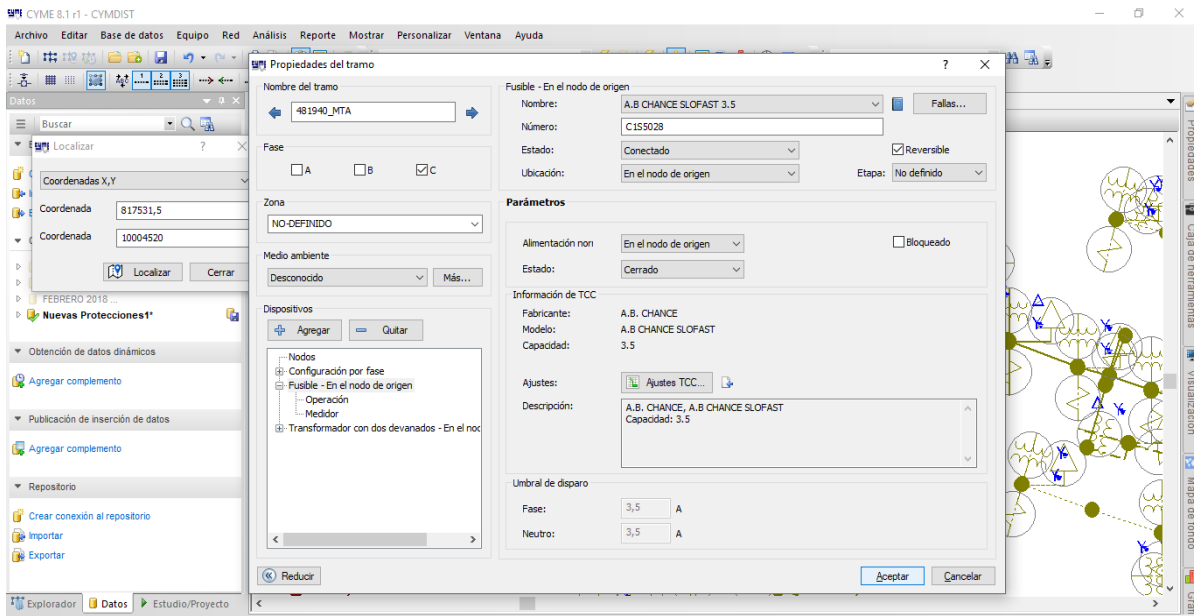 CYME 8.1 r1 - CYMDIST
Archivo Editar Base de datos Equipo Red Análisis Reporte Mostrar Personalizar Ventana Ayuda
Datos
Buscar
Localizar
Coordenadas X,Y
Coordenada 817531,5
Coordenada 10004520
Localizar Cerrar
FEBRERO 2018 ...
Nuevas Protecciones1*
Obtención de datos dinámicos
Agregar complemento
Publicación de inserción de datos
Agregar complemento
Repositorio
Crear conexión al repositorio
Importar
Exportar
Explorador Datos Estudio/Proyecto
Propiedades del tramo
Nombre del tramo
481940_MTA
Fase
A B C
Zona
NO-DEFINIDO
Medio ambiente
Desconocido Más...
Dispositivos
Agregar Quitar
Nodos
Configuración por fase
Fusible - En el nodo de origen
Operación
Medidor
Transformador con dos devanados - En el noc
Reducir
Fusible - En el nodo de origen
Nombre: A.B CHANCE SLOFAST 3.5 Fallas...
Número: C1S5028
Estado: Conectado Reversible
Ubicación: En el nodo de origen Etapa: No definido
Parámetros
Alimentación nori En el nodo de origen Bloqueado
Estado: Cerrado
Información de TCC
Fabricante: A.B. CHANCE
Modelo: A.B CHANCE SLOFAST
Capacidad: 3.5
Ajustes: Ajustes TCC...
Descripción: A.B. CHANCE, A.B CHANCE SLOFAST
Capacidad: 3.5
Umbral de disparo
Fase: 3,5 A
Neutro: 3,5 A
Aceptar Cancelar
Propiedades
Caja de herramientas
Visualización
Mapa de fondo